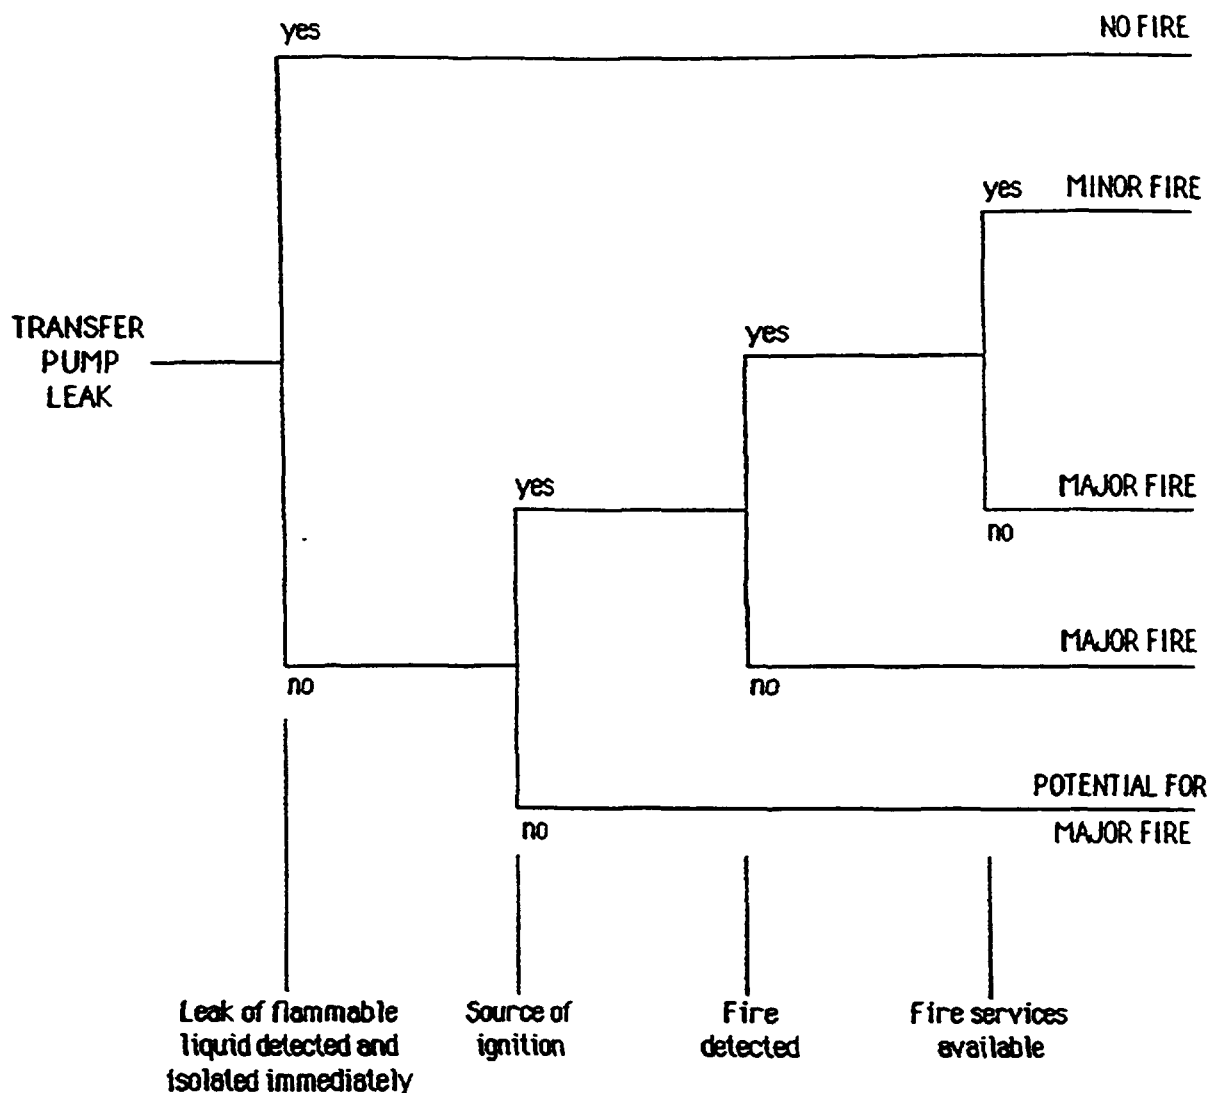 yes
NO FIRE
yes
MINOR FIRE
TRANSFER
PUMP
LEAK
yes
yes
MAJOR FIRE
no
MAJOR FIRE
no
no
POTENTIAL FOR
MAJOR FIRE
no
Leak of flammable
liquid detected and
isolated immediately
Source of
ignition
Fire
detected
Fire services
available